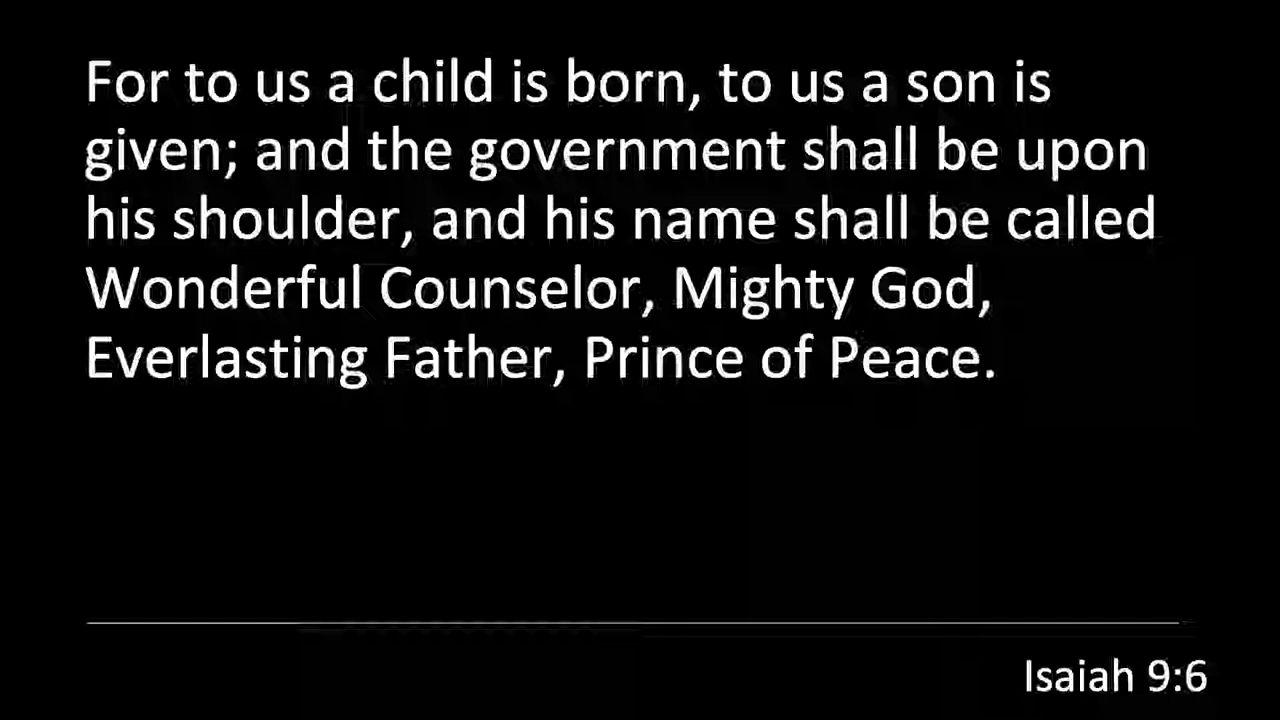 For to us a child is born, to us a son is
given; and the government shall be upon
his shoulder, and his name shall be called
Wonderful Counselor, Mighty God,
Everlasting Father, Prince of Peace.
Isaiah 9:6